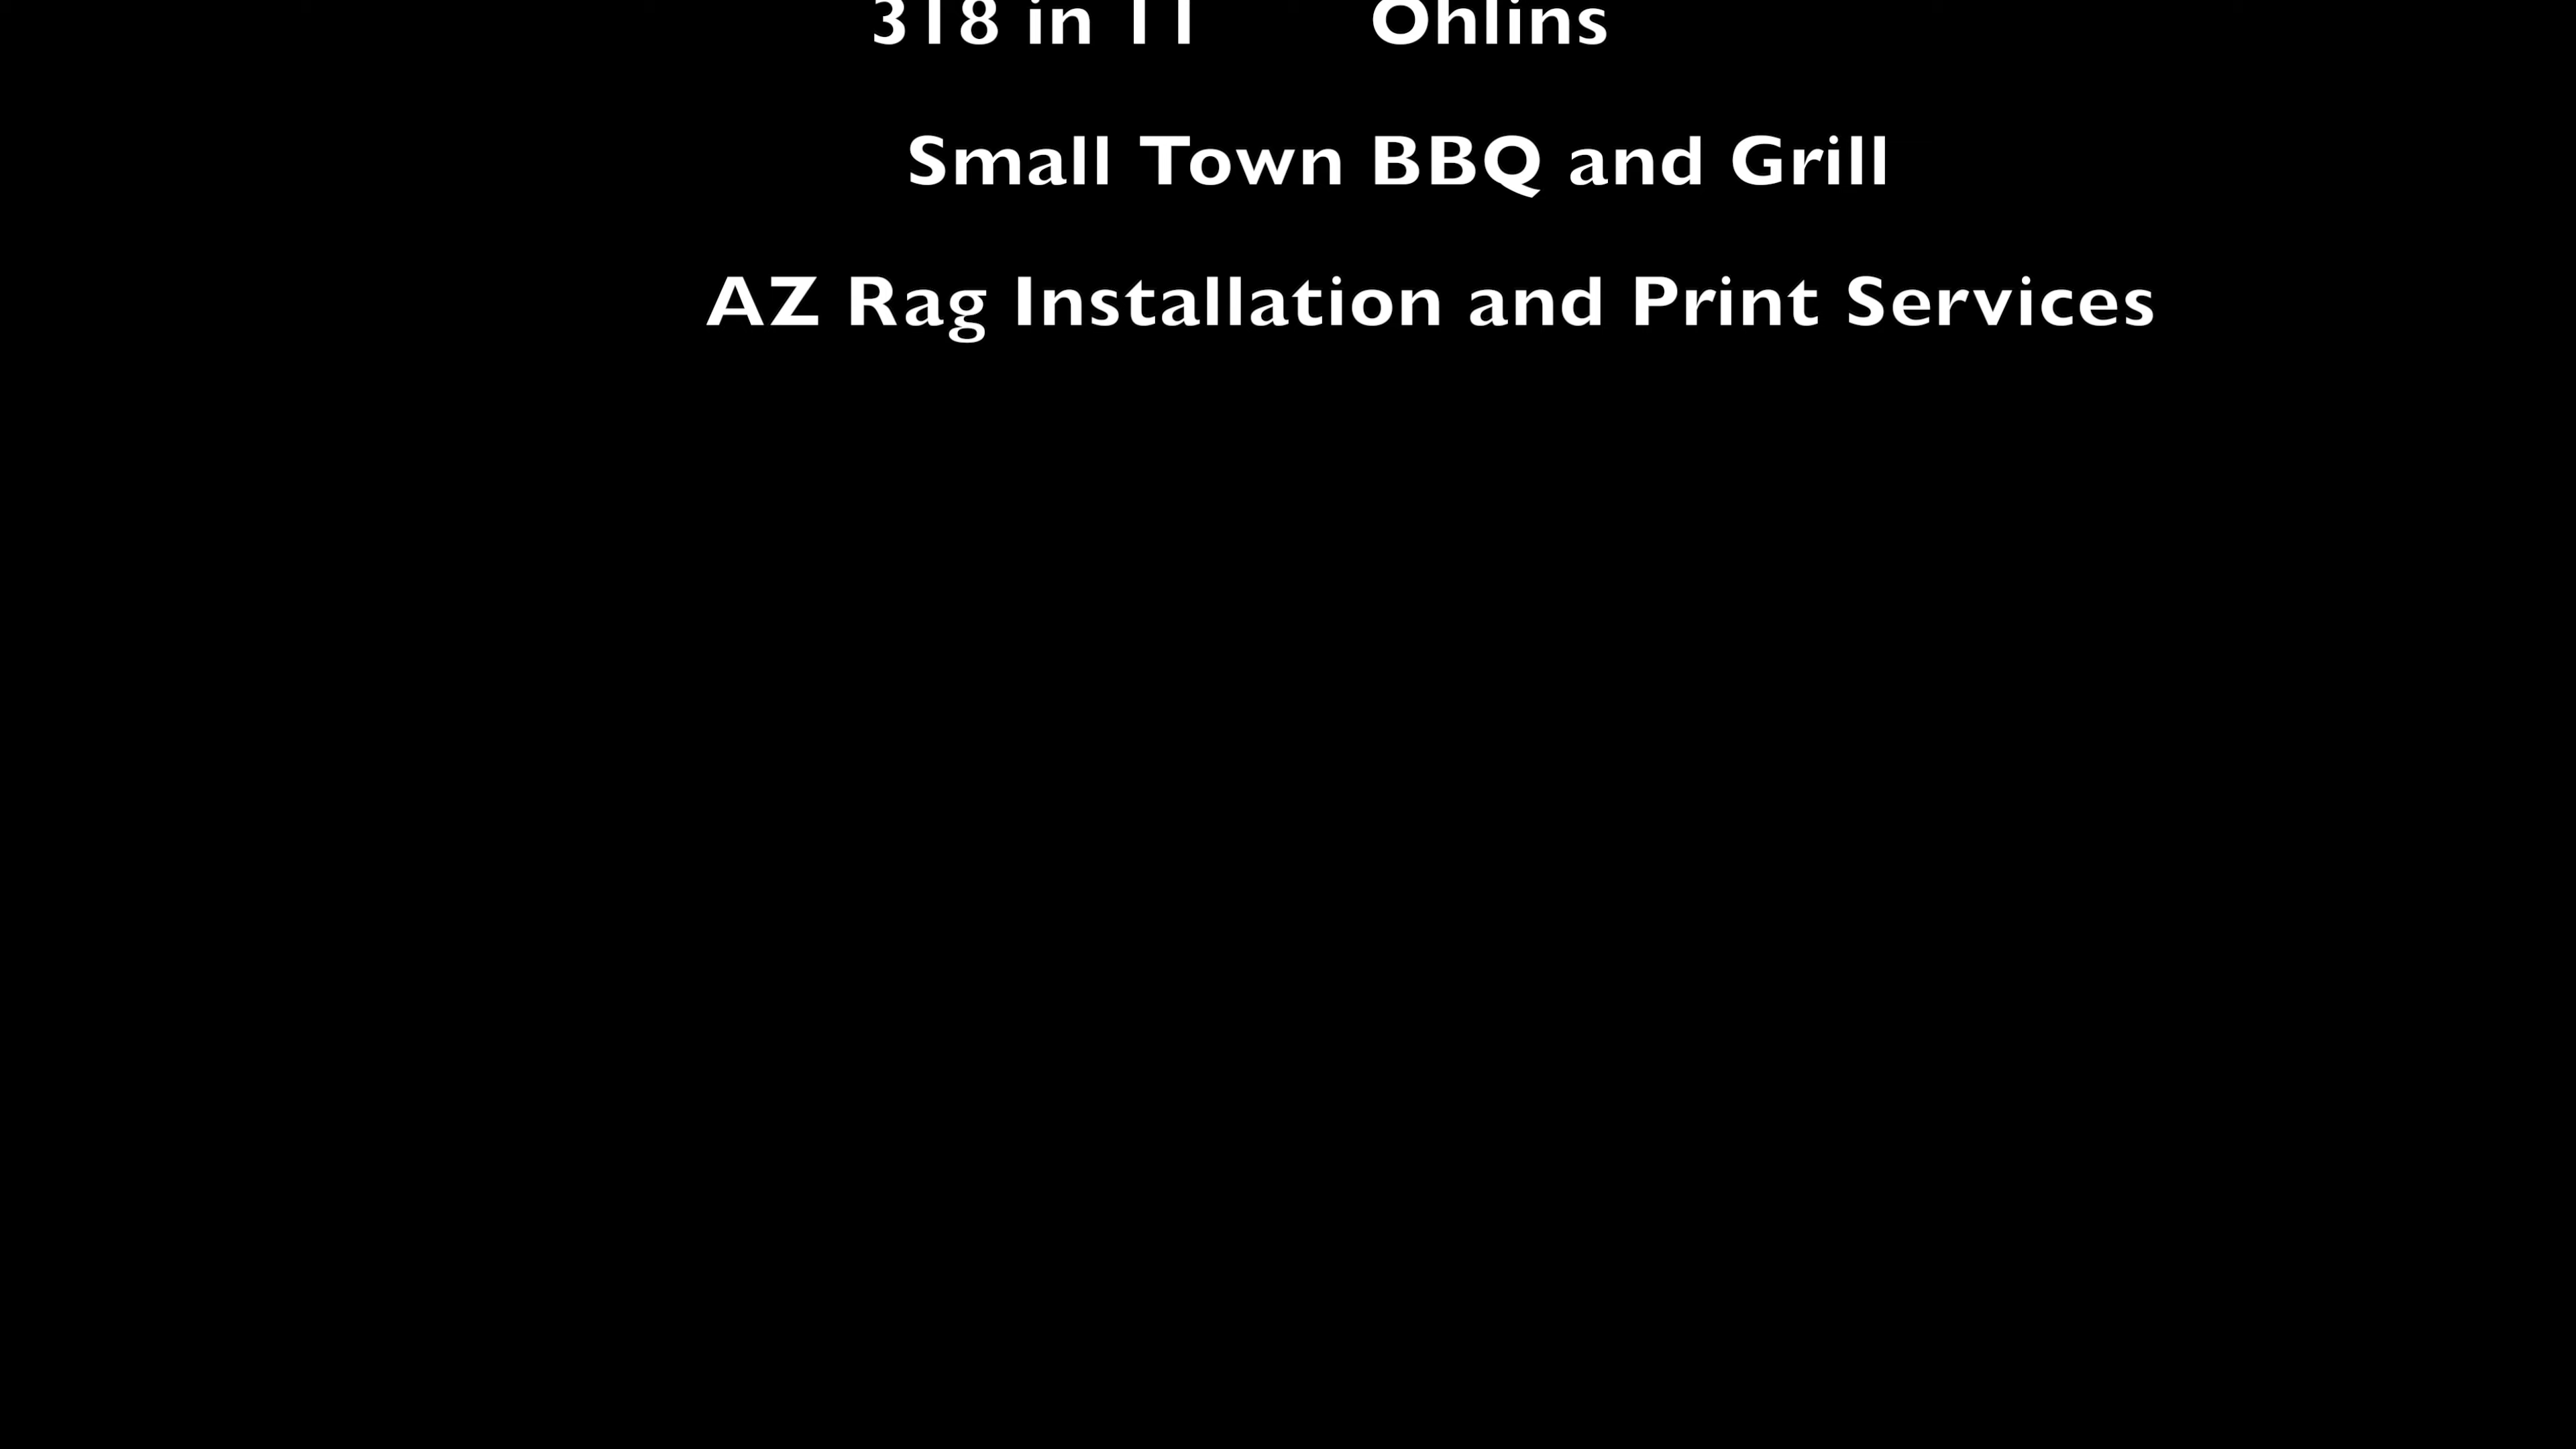 318 in 11 Ohlins
Small Town BBQ and Grill
AZ Rag Installation and Print Services